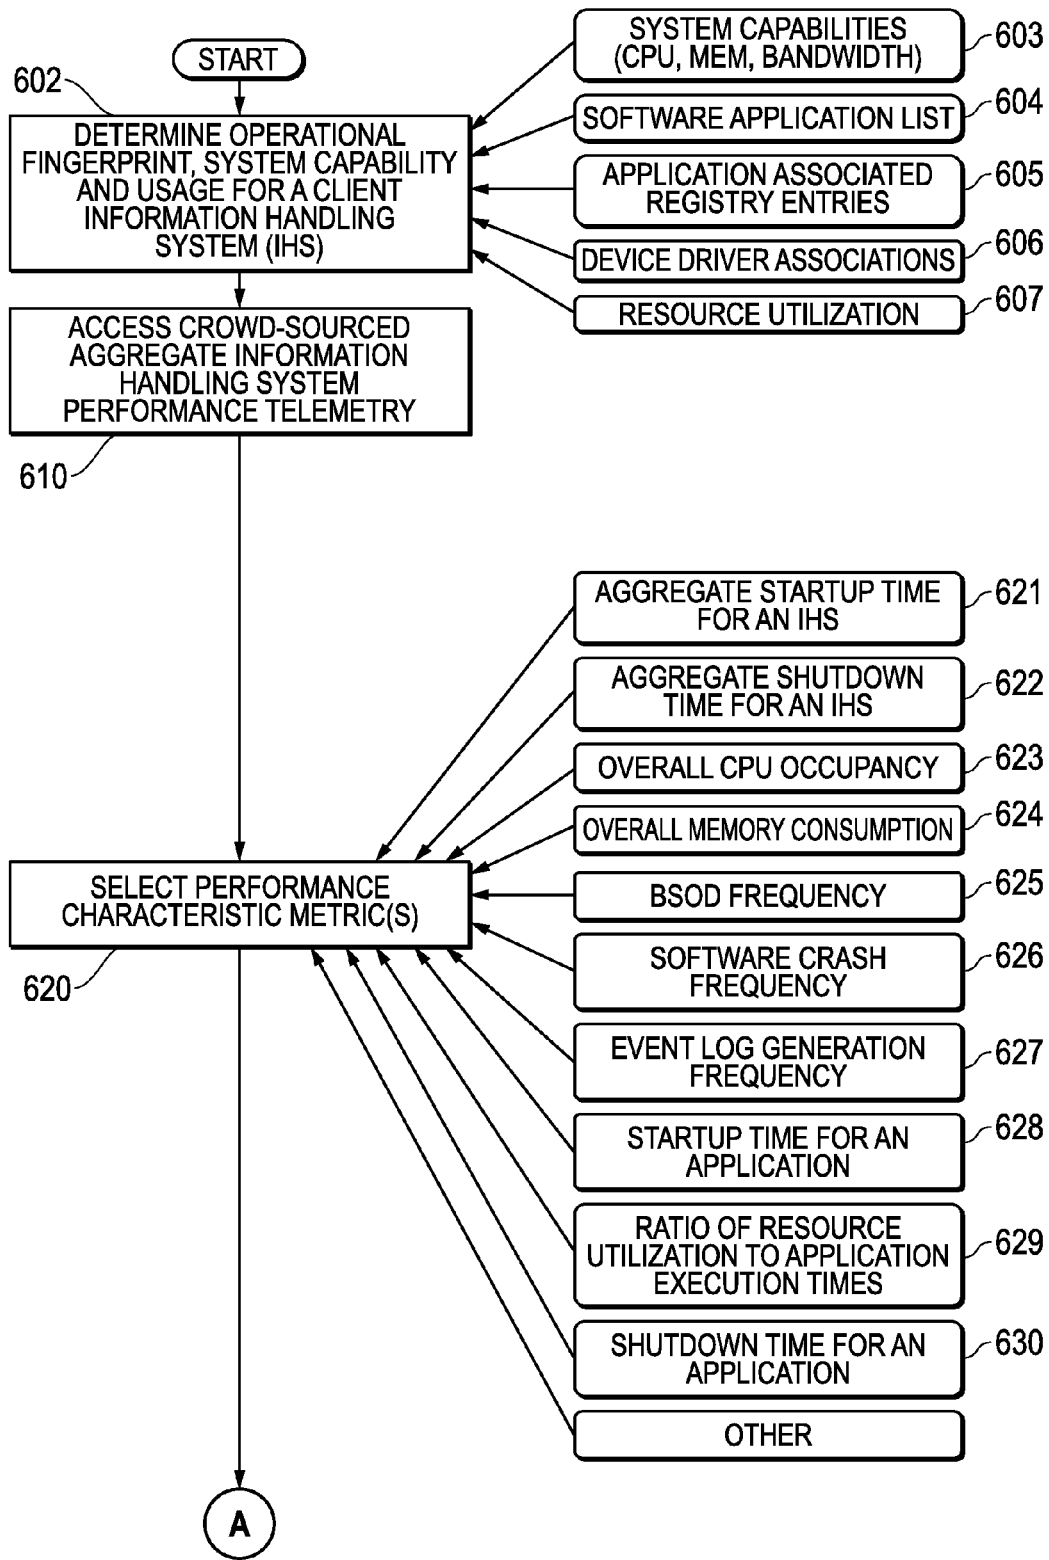 START
602
DETERMINE OPERATIONAL
FINGERPRINT, SYSTEM CAPABILITY
AND USAGE FOR A CLIENT
INFORMATION HANDLING
SYSTEM (IHS)
SYSTEM CAPABILITIES
(CPU, MEM, BANDWIDTH)
603
SOFTWARE APPLICATION LIST
604
APPLICATION ASSOCIATED
REGISTRY ENTRIES
605
DEVICE DRIVER ASSOCIATIONS
606
RESOURCE UTILIZATION
607
ACCESS CROWD-SOURCED
AGGREGATE INFORMATION
HANDLING SYSTEM
PERFORMANCE TELEMETRY
610
AGGREGATE STARTUP TIME
FOR AN IHS
621
AGGREGATE SHUTDOWN
TIME FOR AN IHS
622
OVERALL CPU OCCUPANCY
623
OVERALL MEMORY CONSUMPTION
624
SELECT PERFORMANCE
CHARACTERISTIC METRIC(S)
620
BSOD FREQUENCY
625
SOFTWARE CRASH
FREQUENCY
626
EVENT LOG GENERATION
FREQUENCY
627
STARTUP TIME FOR AN
APPLICATION
628
RATIO OF RESOURCE
UTILIZATION TO APPLICATION
EXECUTION TIMES
629
SHUTDOWN TIME FOR AN
APPLICATION
630
OTHER
A